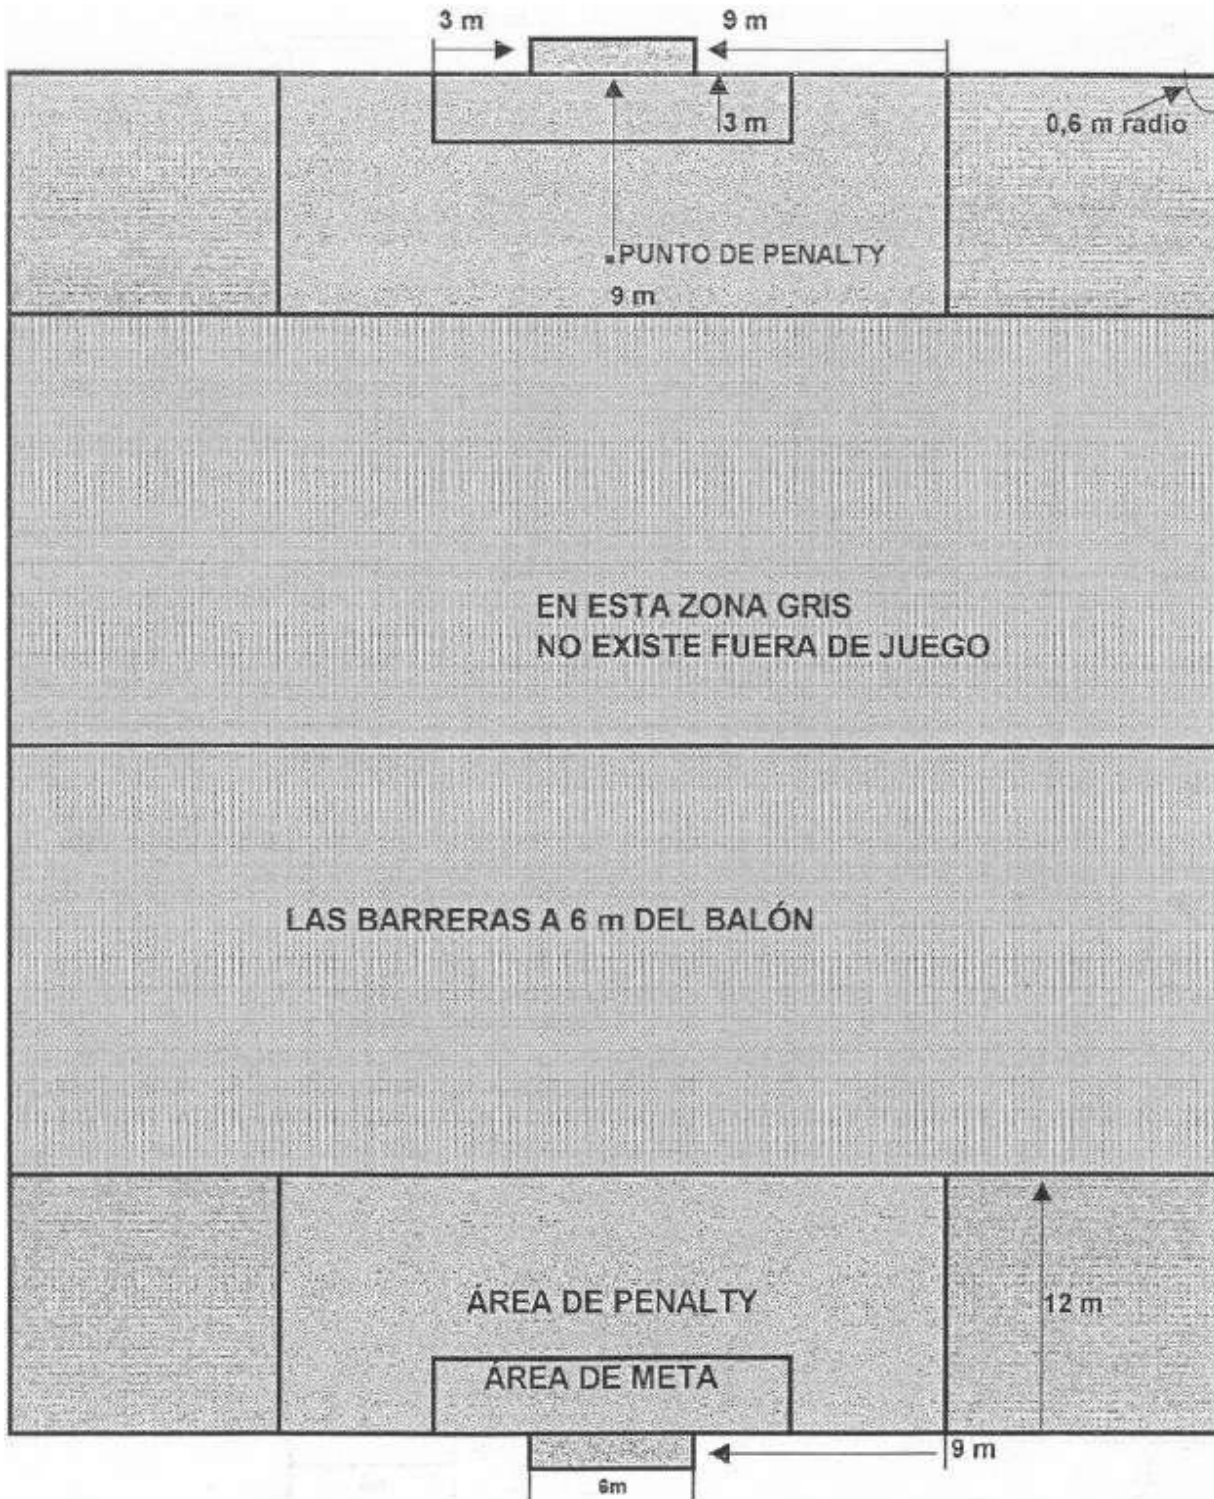 3 m
9 m
3 m
0,6 m radio
PUNTO DE PENALTY
9 m
EN ESTA ZONA GRIS
NO EXISTE FUERA DE JUEGO
LAS BARRERAS A 6 m DEL BALÓN
ÁREA DE PENALTY
12 m
ÁREA DE META
9 m
6m